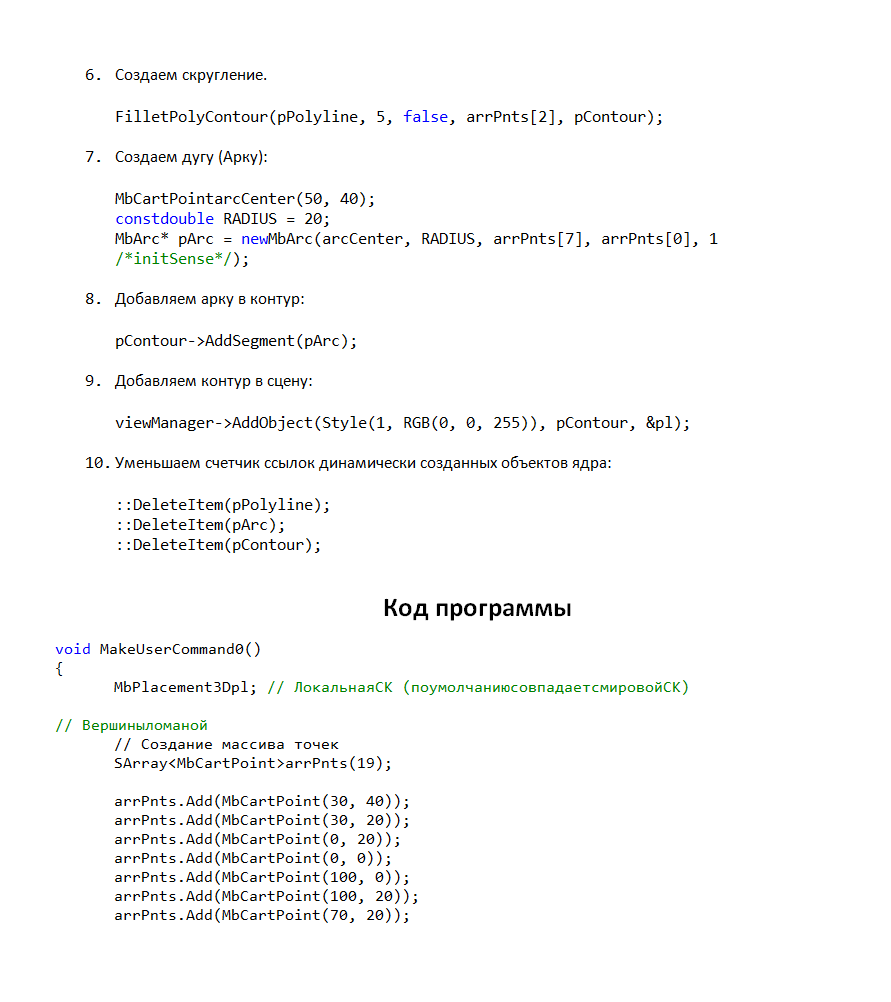 6. Создаем скругление.
FilletPolyContour(pPolyline, 5, false, arrPnts[2], pContour);
7. Создаем дугу (Арку):
MbCartPointarcCenter(50, 40);
constdouble RADIUS = 20;
MbArc* pArc = newMbArc(arcCenter, RADIUS, arrPnts[7], arrPnts[0], 1
/*initSense*/);
8. Добавляем арку в контур:
pContour->AddSegment(pArc);
9. Добавляем контур в сцену:
viewManager->AddObject(Style(1, RGB(0, 0, 255)), pContour, &pl);
10. Уменьшаем счетчик ссылок динамически созданных объектов ядра:
::DeleteItem(pPolyline);
::DeleteItem(pArc);
::DeleteItem(pContour);
Код программы
void MakeUserCommand0()
{
MbPlacement3Dpl; // ЛокальнаяСК (поумолчаниюсовпадаетсмировойСК)
// Вершиныломаной
// Создание массива точек
SArray<MbCartPoint>arrPnts(19);
arrPnts.Add(MbCartPoint(30, 40));
arrPnts.Add(MbCartPoint(30, 20));
arrPnts.Add(MbCartPoint(0, 20));
arrPnts.Add(MbCartPoint(0, 0));
arrPnts.Add(MbCartPoint(100, 0));
arrPnts.Add(MbCartPoint(100, 20));
arrPnts.Add(MbCartPoint(70, 20));